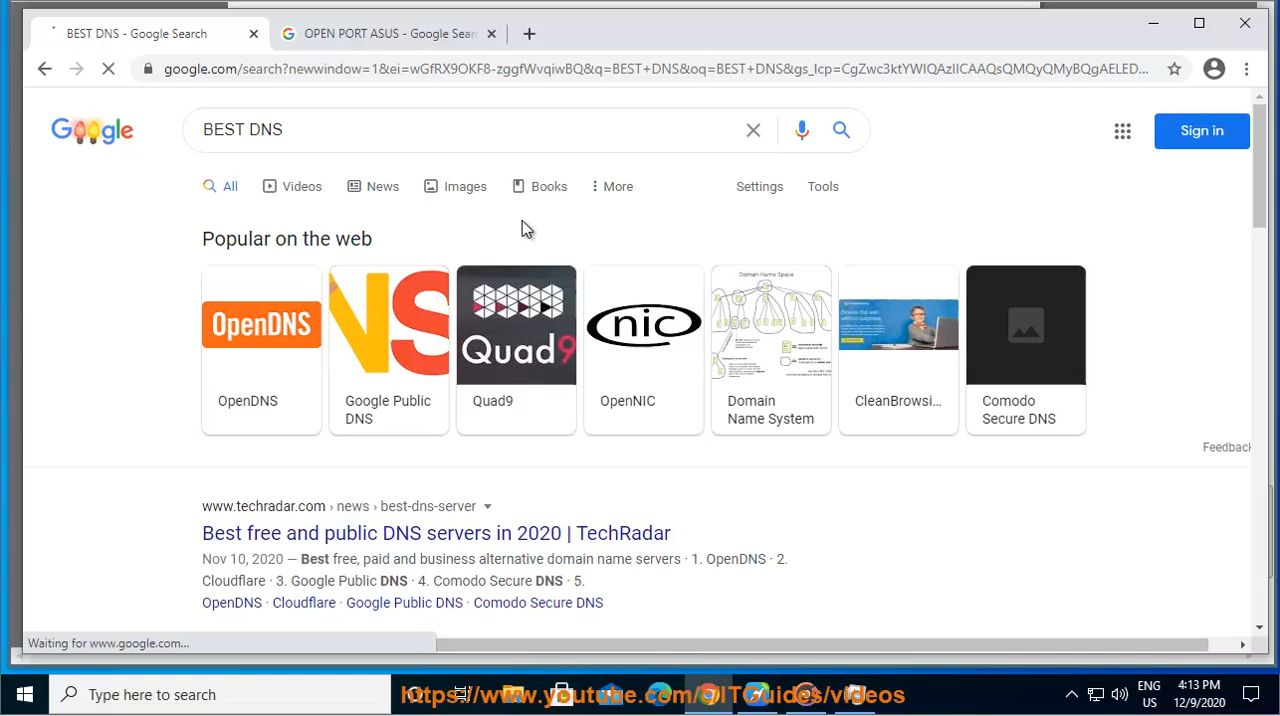 BEST DNS - Google Search
OPEN PORT ASUS - Google Sear
google.com/search?newwindow=1&ei=wGfRX9OKF8-zggfWvqiwBQ&q=BEST+DNS&oq=BEST+DNS&gs_lcp=CgZwc3ktYWIQAzIICAAQsQMQyQMyBQgAELED...
Google
BEST DNS
Sign in
All
Videos
News
Images
Books
More
Settings
Tools
Popular on the web
OpenDNS
NS
Quad9
nic
Domain Name Space
OpenDNS
Google Public
DNS
Quad9
OpenNIC
Domain
Name System
CleanBrowsi...
Comodo
Secure DNS
Feedback
www.techradar.com › news › best-dns-server
Best free and public DNS servers in 2020 | TechRadar
Nov 10, 2020 — Best free, paid and business alternative domain name servers · 1. OpenDNS · 2.
Cloudflare · 3. Google Public DNS · 4. Comodo Secure DNS · 5.
OpenDNS · Cloudflare · Google Public DNS · Comodo Secure DNS
Waiting for www.google.com...
Type here to search
https://www.youtube.com/c/ITGuides/videos
ENG
US
4:13 PM
12/9/2020